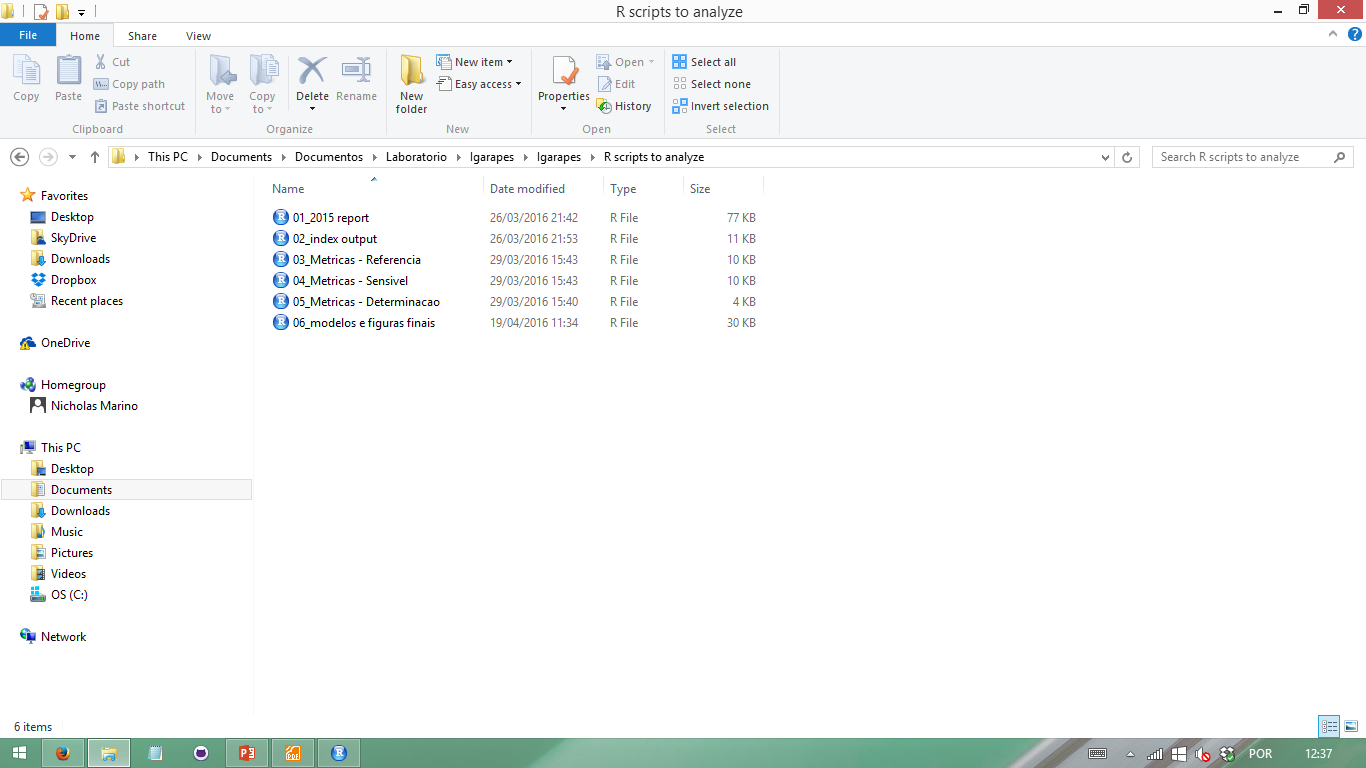 R scripts to analyze
File Home Share View
Copy Paste Cut Copy path Paste shortcut
Clipboard
Move to Copy to Delete Rename
Organize
New folder New item Easy access
New
Properties Open Edit History
Open
Select all Select none Invert selection
Select
This PC Documents Documentos Laboratorio Igarapes Igarapes R scripts to analyze
Search R scripts to analyze
Name Date modified Type Size
01_2015 report 26/03/2016 21:42 R File 77 KB
02_index output 26/03/2016 21:53 R File 11 KB
03_Metricas - Referencia 29/03/2016 15:43 R File 10 KB
04_Metricas - Sensivel 29/03/2016 15:43 R File 10 KB
05_Metricas - Determinacao 29/03/2016 15:40 R File 4 KB
06_modelos e figuras finais 19/04/2016 11:34 R File 30 KB
Favorites
Desktop
SkyDrive
Downloads
Dropbox
Recent places
OneDrive
Homegroup
Nicholas Marino
This PC
Desktop
Documents
Downloads
Music
Pictures
Videos
OS (C:)
Network
6 items
POR 12:37